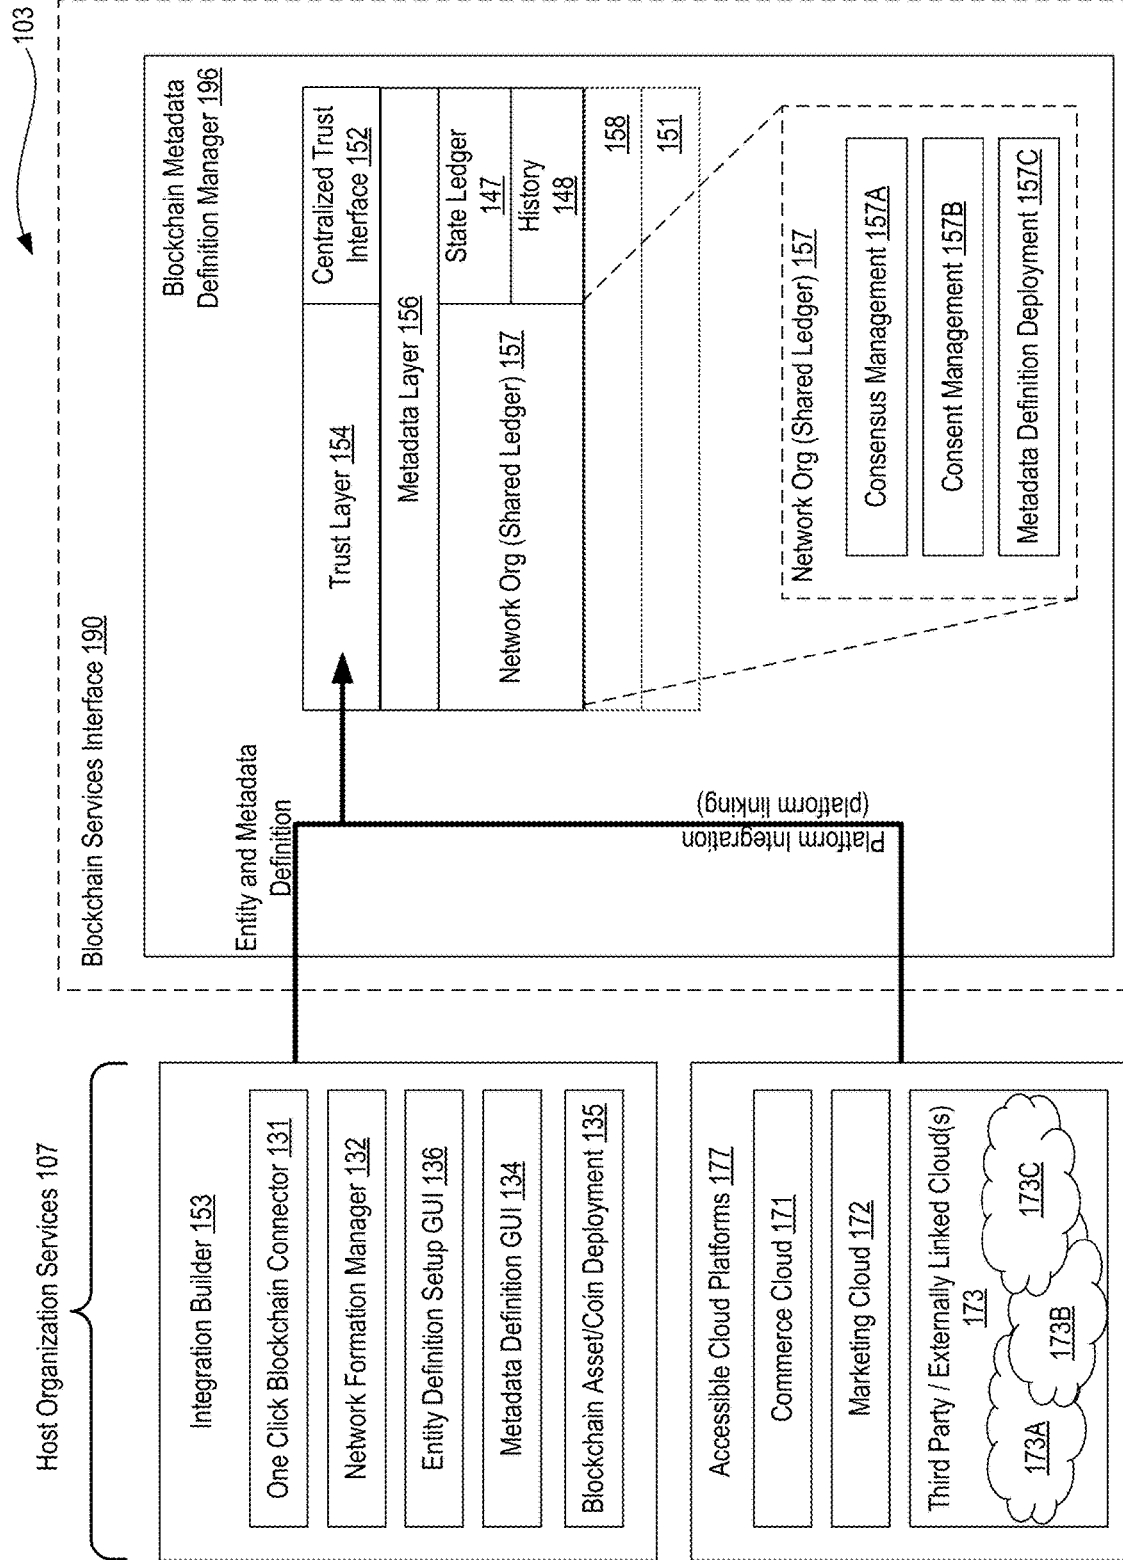 103
Host Organization Services 107
Integration Builder 153
One Click Blockchain Connector 131
Network Formation Manager 132
Entity Definition Setup GUI 136
Metadata Definition GUI 134
Blockchain Asset/Coin Deployment 135
Accessible Cloud Platforms 177
Commerce Cloud 171
Marketing Cloud 172
Third Party / Externally Linked Cloud(s)
173
173A
173B
173C
Blockchain Services Interface 190
Blockchain Metadata
Definition Manager 196
Entity and Metadata
Definition
Platform Integration
(platform linking)
Trust Layer 154
Centralized Trust
Interface 152
Metadata Layer 156
Network Org (Shared Ledger) 157
State Ledger
147
History
148
158
151
Network Org (Shared Ledger) 157
Consensus Management 157A
Consent Management 157B
Metadata Definition Deployment 157C